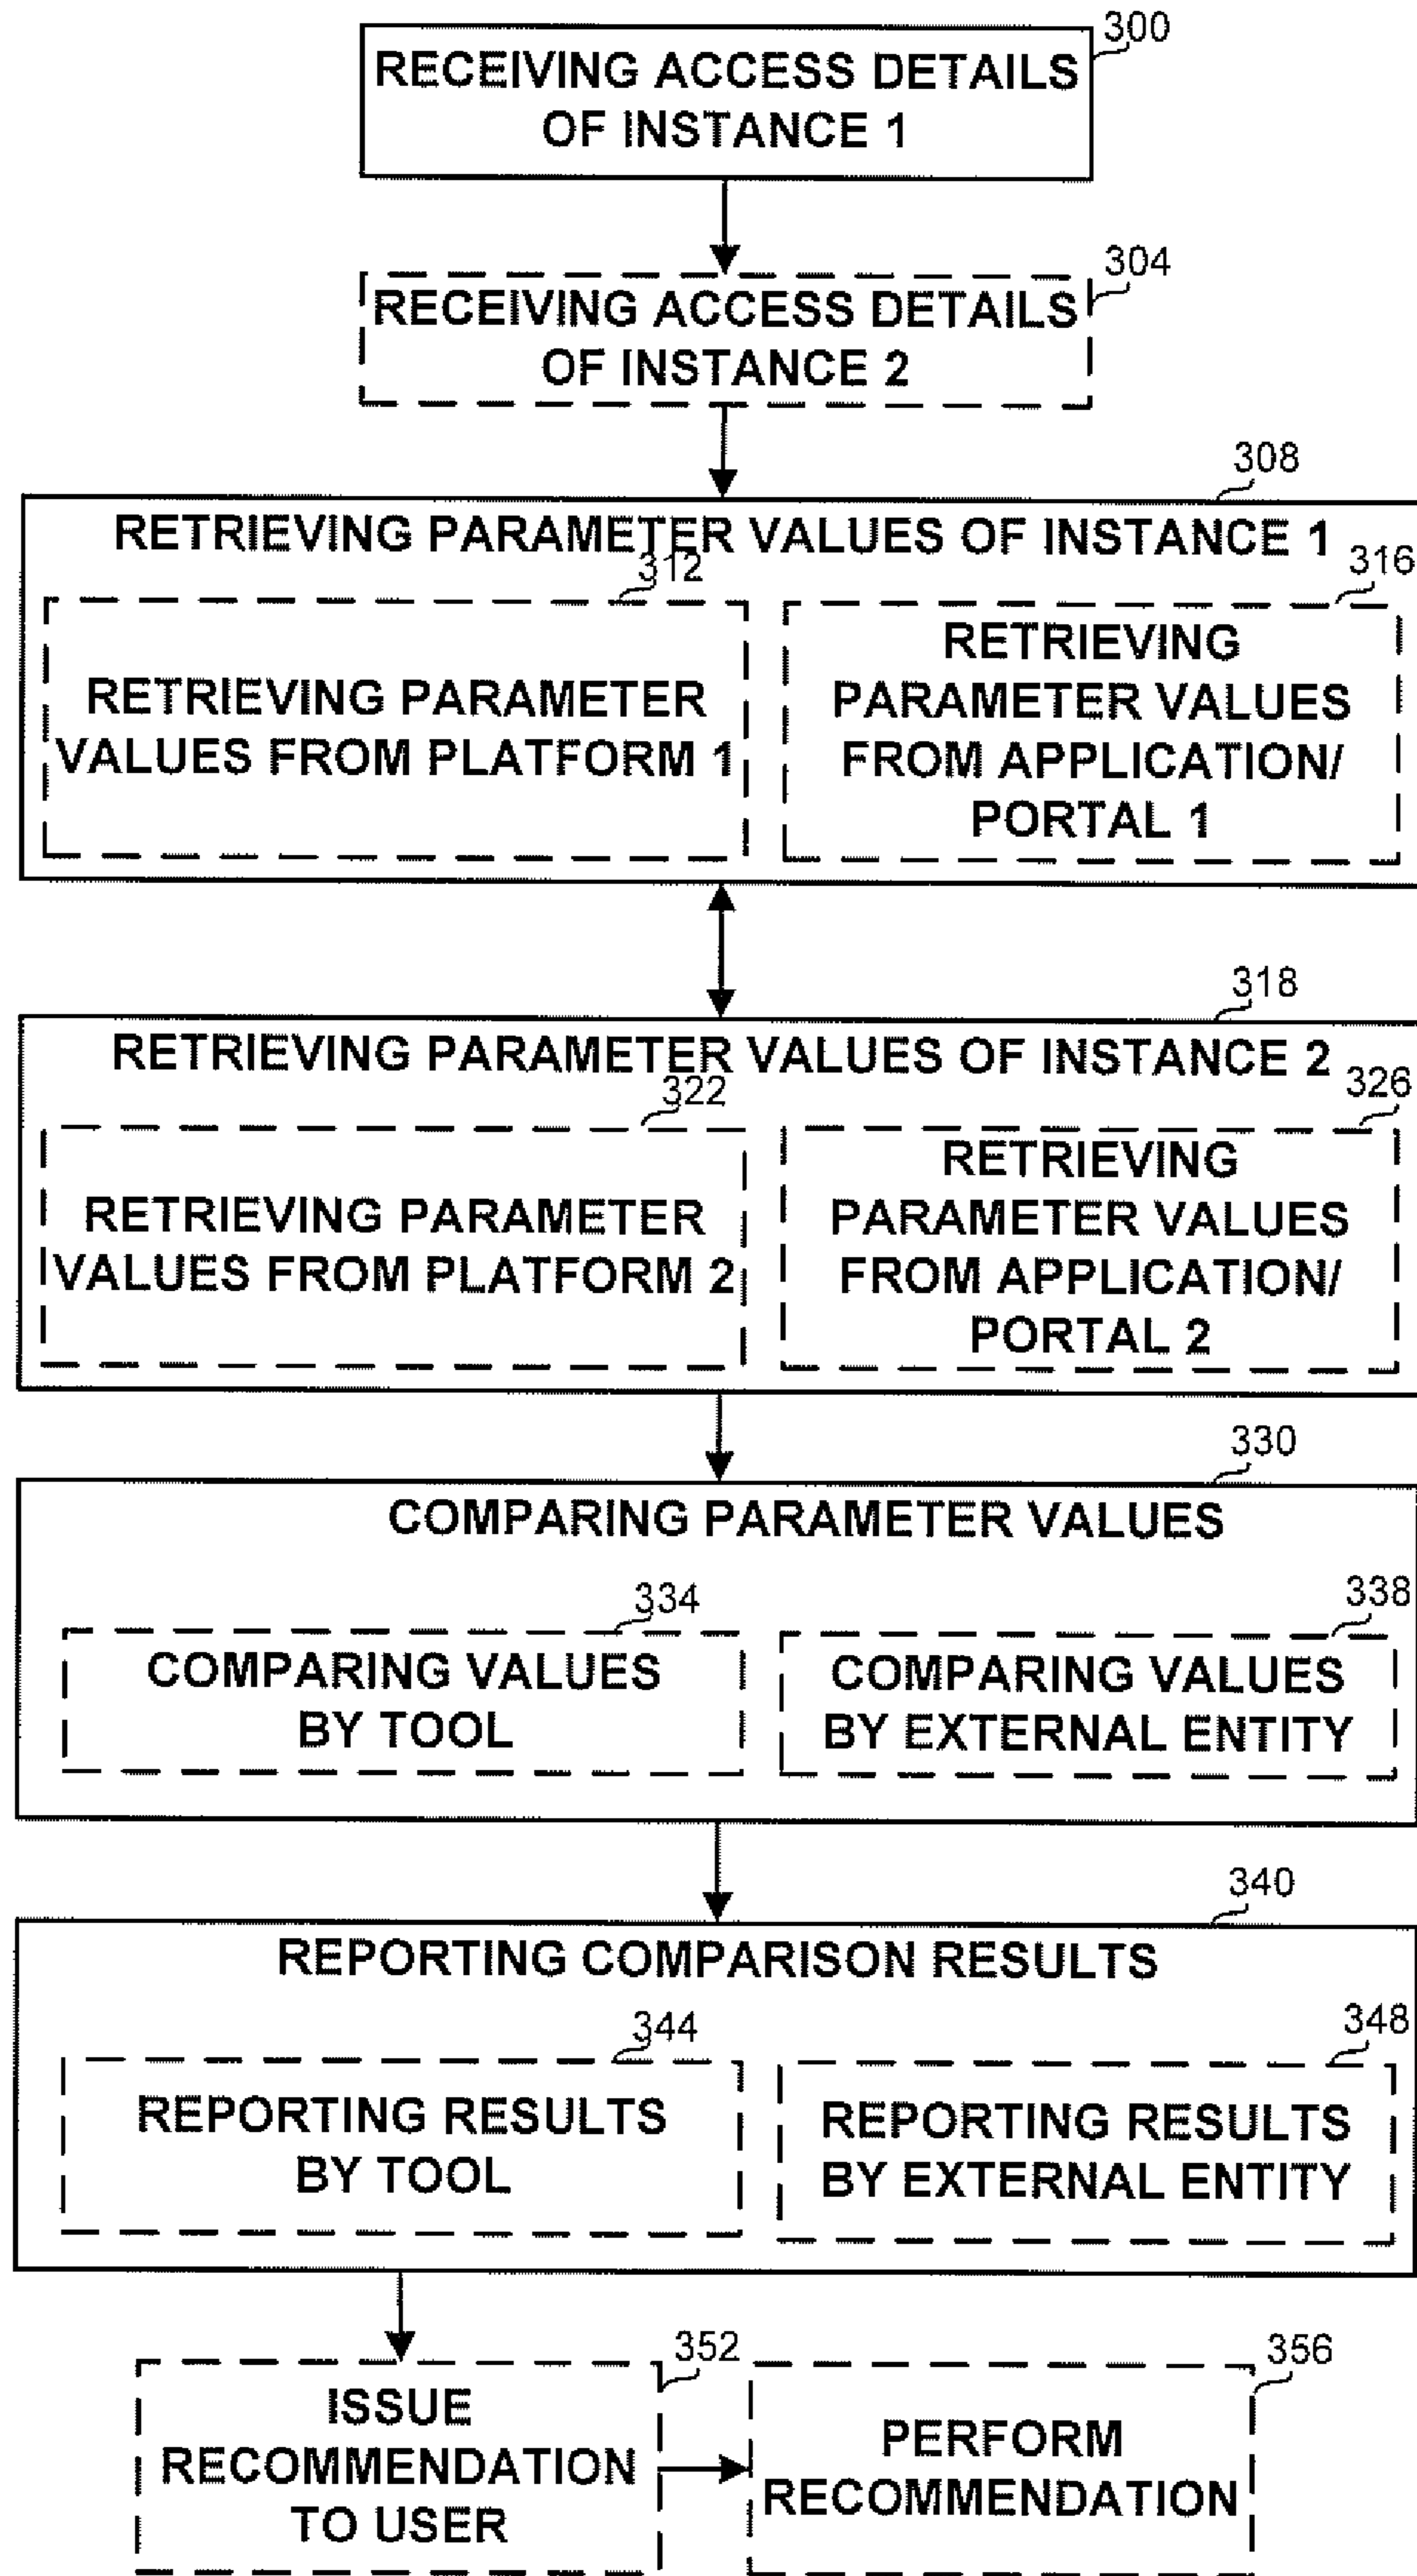 300
RECEIVING ACCESS DETAILS
OF INSTANCE 1
304
RECEIVING ACCESS DETAILS
OF INSTANCE 2
308
RETRIEVING PARAMETER VALUES OF INSTANCE 1
312
RETRIEVING PARAMETER
VALUES FROM PLATFORM 1
316
RETRIEVING
PARAMETER VALUES
FROM APPLICATION/
PORTAL 1
318
RETRIEVING PARAMETER VALUES OF INSTANCE 2
322
RETRIEVING PARAMETER
VALUES FROM PLATFORM 2
326
RETRIEVING
PARAMETER VALUES
FROM APPLICATION/
PORTAL 2
330
COMPARING PARAMETER VALUES
334
COMPARING VALUES
BY TOOL
338
COMPARING VALUES
BY EXTERNAL ENTITY
340
REPORTING COMPARISON RESULTS
344
REPORTING RESULTS
BY TOOL
348
REPORTING RESULTS
BY EXTERNAL ENTITY
352
ISSUE
RECOMMENDATION
TO USER
356
PERFORM
RECOMMENDATION